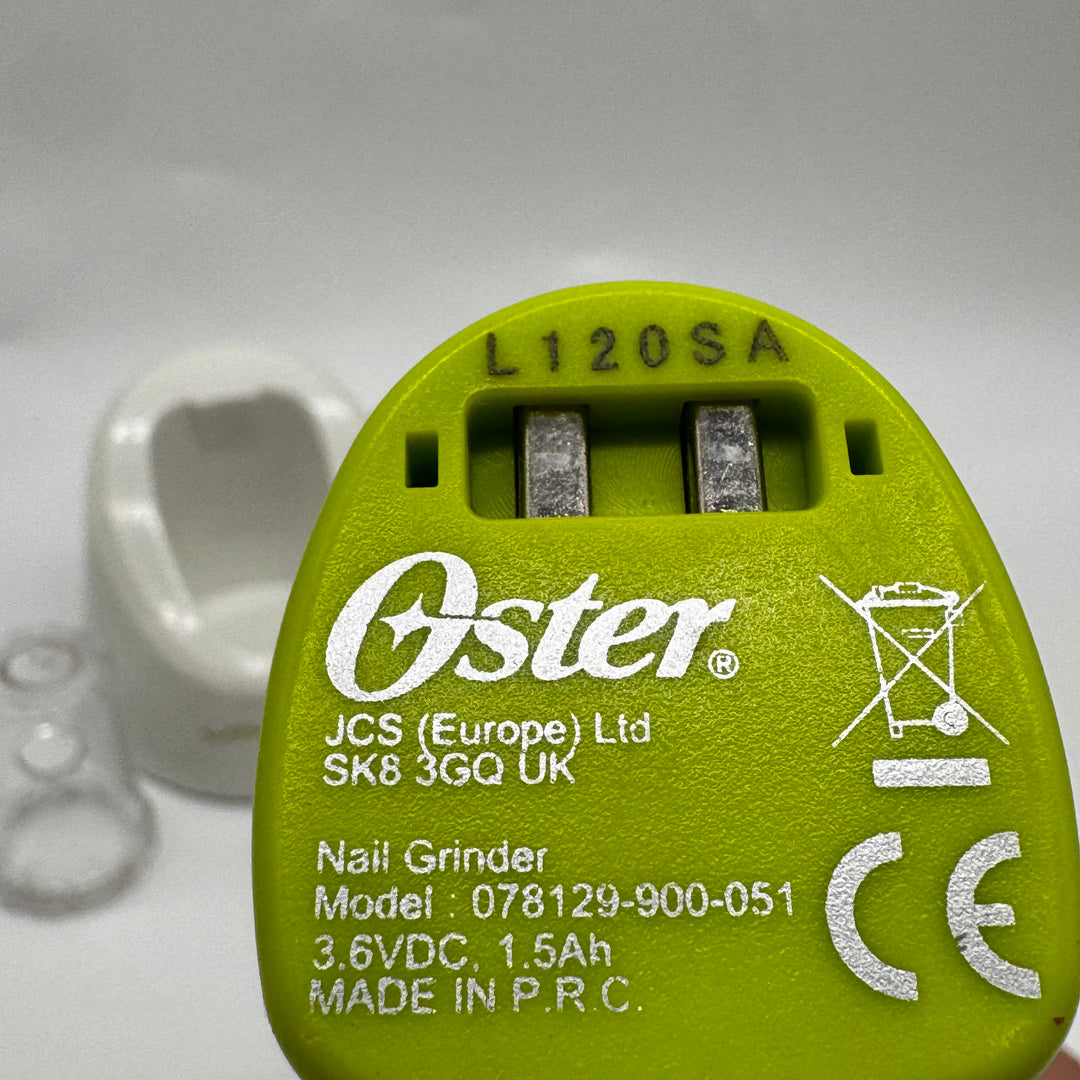 L120SA
Oster®
JCS (Europe) Ltd
SK8 3GQ UK
Nail Grinder
Model : 078129-900-051
3.6VDC, 1.5Ah
MADE IN P.R.C.
CE